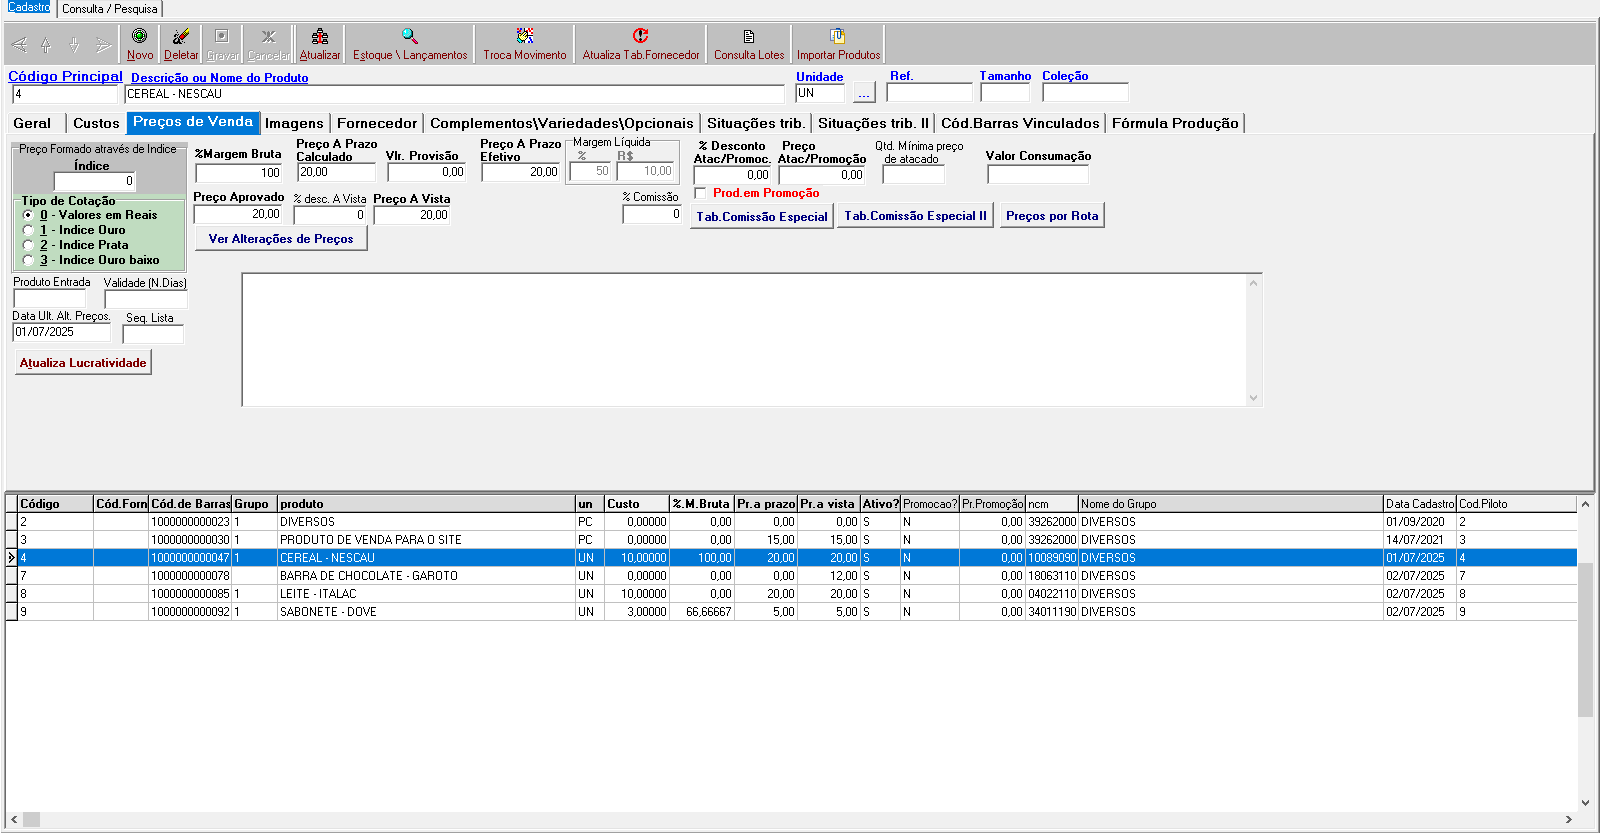 Cadastro Consulta / Pesquisa
Novo Deletar Gravar Cancelar Atualizar Estoque \ Lançamentos Troca Movimento Atualiza Tab.Fornecedor Consulta Lotes Importar Produtos
Código Principal Descrição ou Nome do Produto Unidade Ref. Tamanho Coleção
4 CEREAL - NESCAU UN ...
Geral Custos Preços de Venda Imagens Fornecedor Complementos\Variedades\Opcionais Situações trib. Situações trib. II Cód.Barras Vinculados Fórmula Produção
Preço Formado através de Indice
Índice
0
Tipo de Cotação
0 - Valores em Reais
1 - Indice Ouro
2 - Indice Prata
3 - Indice Ouro baixo
Produto Entrada Validade (N.Dias)
Data Ult. Alt. Preços. Seq. Lista
01/07/2025
Atualiza Lucratividade
%Margem Bruta
100
Preço A Prazo
Calculado
20,00
Vlr. Provisão
0,00
Preço A Prazo
Efetivo
20,00
Margem Líquida
% R$
50 10,00
% Desconto
Atac/Promoc.
0,00
Preço
Atac/Promoção
0,00
Qtd. Mínima preço
de atacado
Valor Consumação
Preço Aprovado
20,00
% desc. A Vista
0
Preço A Vista
20,00
% Comissão
0
Prod.em Promoção
Ver Alterações de Preços
Tab.Comissão Especial Tab.Comissão Especial II Preços por Rota
Código Cód.Forn Cód.de Barras Grupo produto un Custo %.M.Bruta Pr.a prazo Pr.a vista Ativo? Promocao? Pr.Promoção ncm Nome do Grupo Data Cadastro Cod.Piloto
2 1000000000023 1 DIVERSOS PC 0,00000 0,00 0,00 0,00 S N 0,00 39262000 DIVERSOS 01/09/2020 2
3 1000000000030 1 PRODUTO DE VENDA PARA O SITE PC 0,00000 0,00 15,00 15,00 S N 0,00 39262000 DIVERSOS 14/07/2021 3
4 1000000000047 1 CEREAL - NESCAU UN 10,00000 100,00 20,00 20,00 S N 0,00 10089090 DIVERSOS 01/07/2025 4
7 1000000000078 BARRA DE CHOCOLATE - GAROTO UN 0,00000 0,00 0,00 12,00 S N 0,00 18063110 DIVERSOS 02/07/2025 7
8 1000000000085 1 LEITE - ITALAC UN 10,00000 0,00 20,00 20,00 S N 0,00 04022110 DIVERSOS 02/07/2025 8
9 1000000000092 1 SABONETE - DOVE UN 3,00000 66,66667 5,00 5,00 S N 0,00 34011190 DIVERSOS 02/07/2025 9